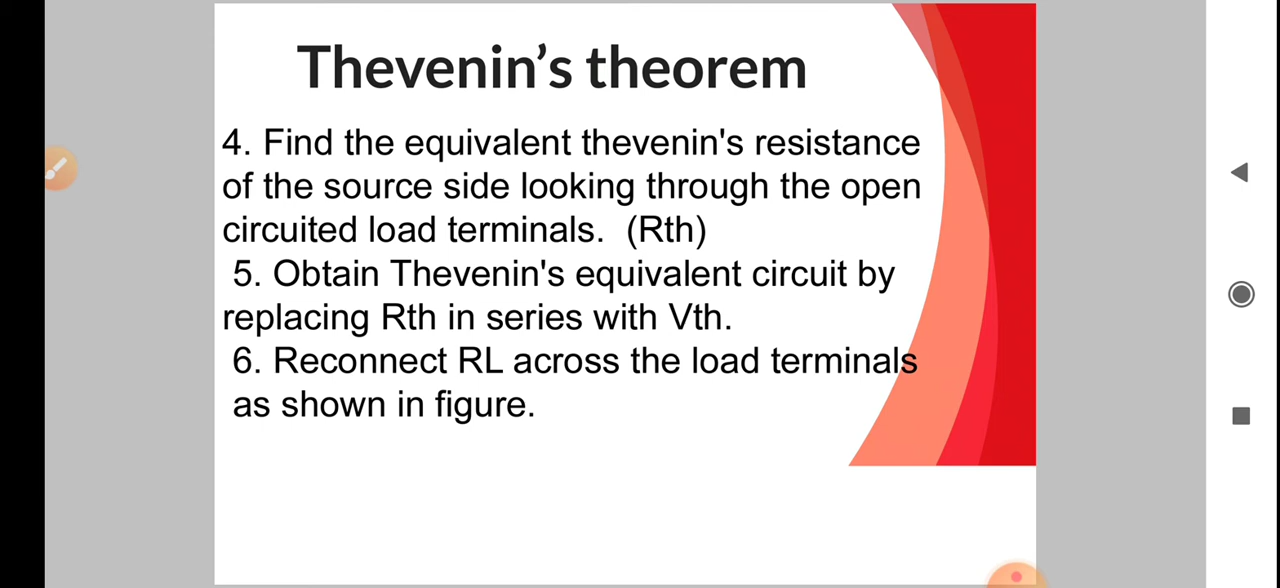 Thevenin’s theorem
4. Find the equivalent thevenin's resistance
of the source side looking through the open
circuited load terminals. (Rth)
5. Obtain Thevenin's equivalent circuit by
replacing Rth in series with Vth.
6. Reconnect RL across the load terminals
as shown in figure.